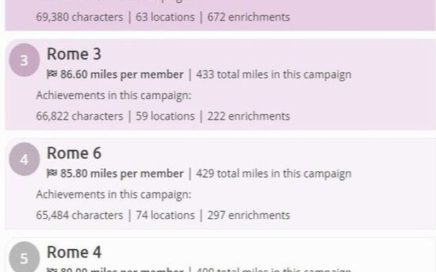 69,380 characters | 63 locations | 672 enrichments
3
Rome 3
86.60 miles per member | 433 total miles in this campaign
Achievements in this campaign:
66,822 characters | 59 locations | 222 enrichments
4
Rome 6
85.80 miles per member | 429 total miles in this campaign
Achievements in this campaign:
65,484 characters | 74 locations | 297 enrichments
5
Rome 4
miles per member | total miles in this campaign